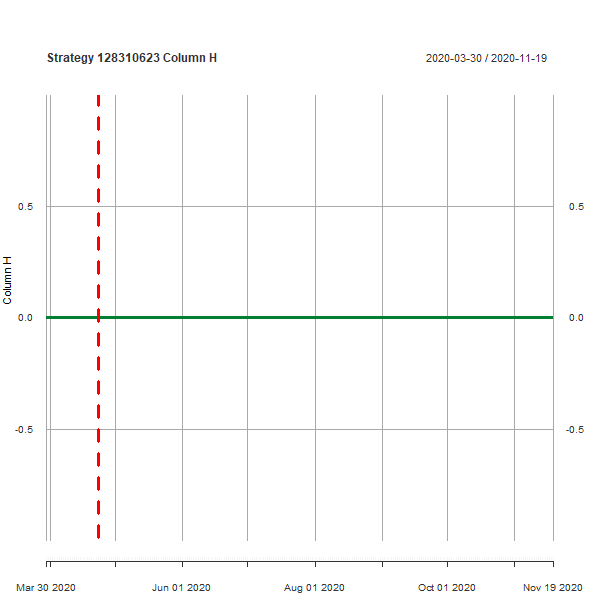 Strategy 128310623 Column H
2020-03-30 / 2020-11-19
0.5
0.5
Column H
0.0
0.0
-0.5
-0.5
Mar 30 2020
Jun 01 2020
Aug 01 2020
Oct 01 2020
Nov 19 2020